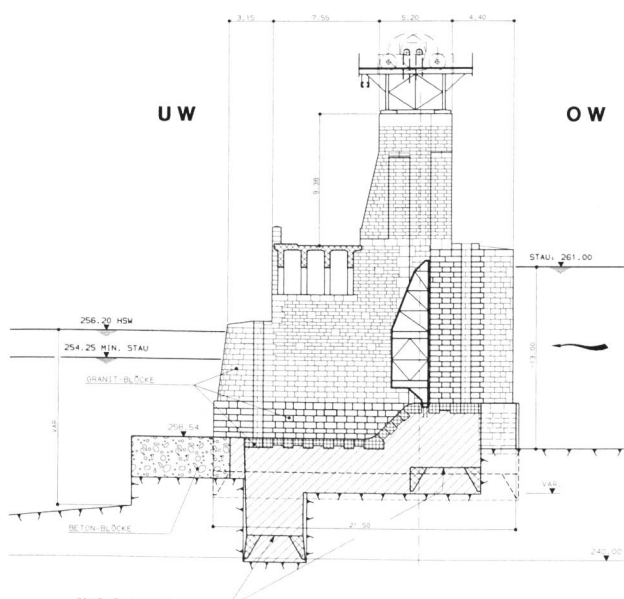 3.15 7.55 5.20 4.40
UW
OW
9.36
STAU: 261.00
256.20 HSW
254.25 MIN. STAU
13.50
GRANIT-BLÖCKE
VAR.
VAR.
BETON-BLÖCKE
21.50
240.00